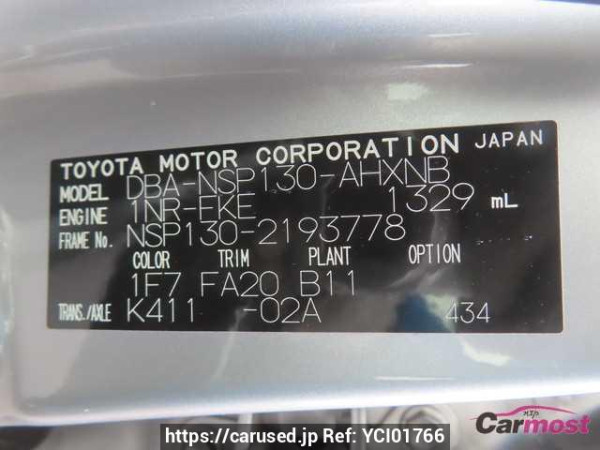 TOYOTA MOTOR CORPORATION JAPAN
MODEL DBA-NSP130-AHXNB
ENGINE 1NR-FKE 1329 mL
FRAME No. NSP130-2193778
COLOR TRIM PLANT OPTION
1F7 FA20 B11
TRANS./AXLE K411 -02A 434
Carmost
https://carused.jp Ref: YCI01766